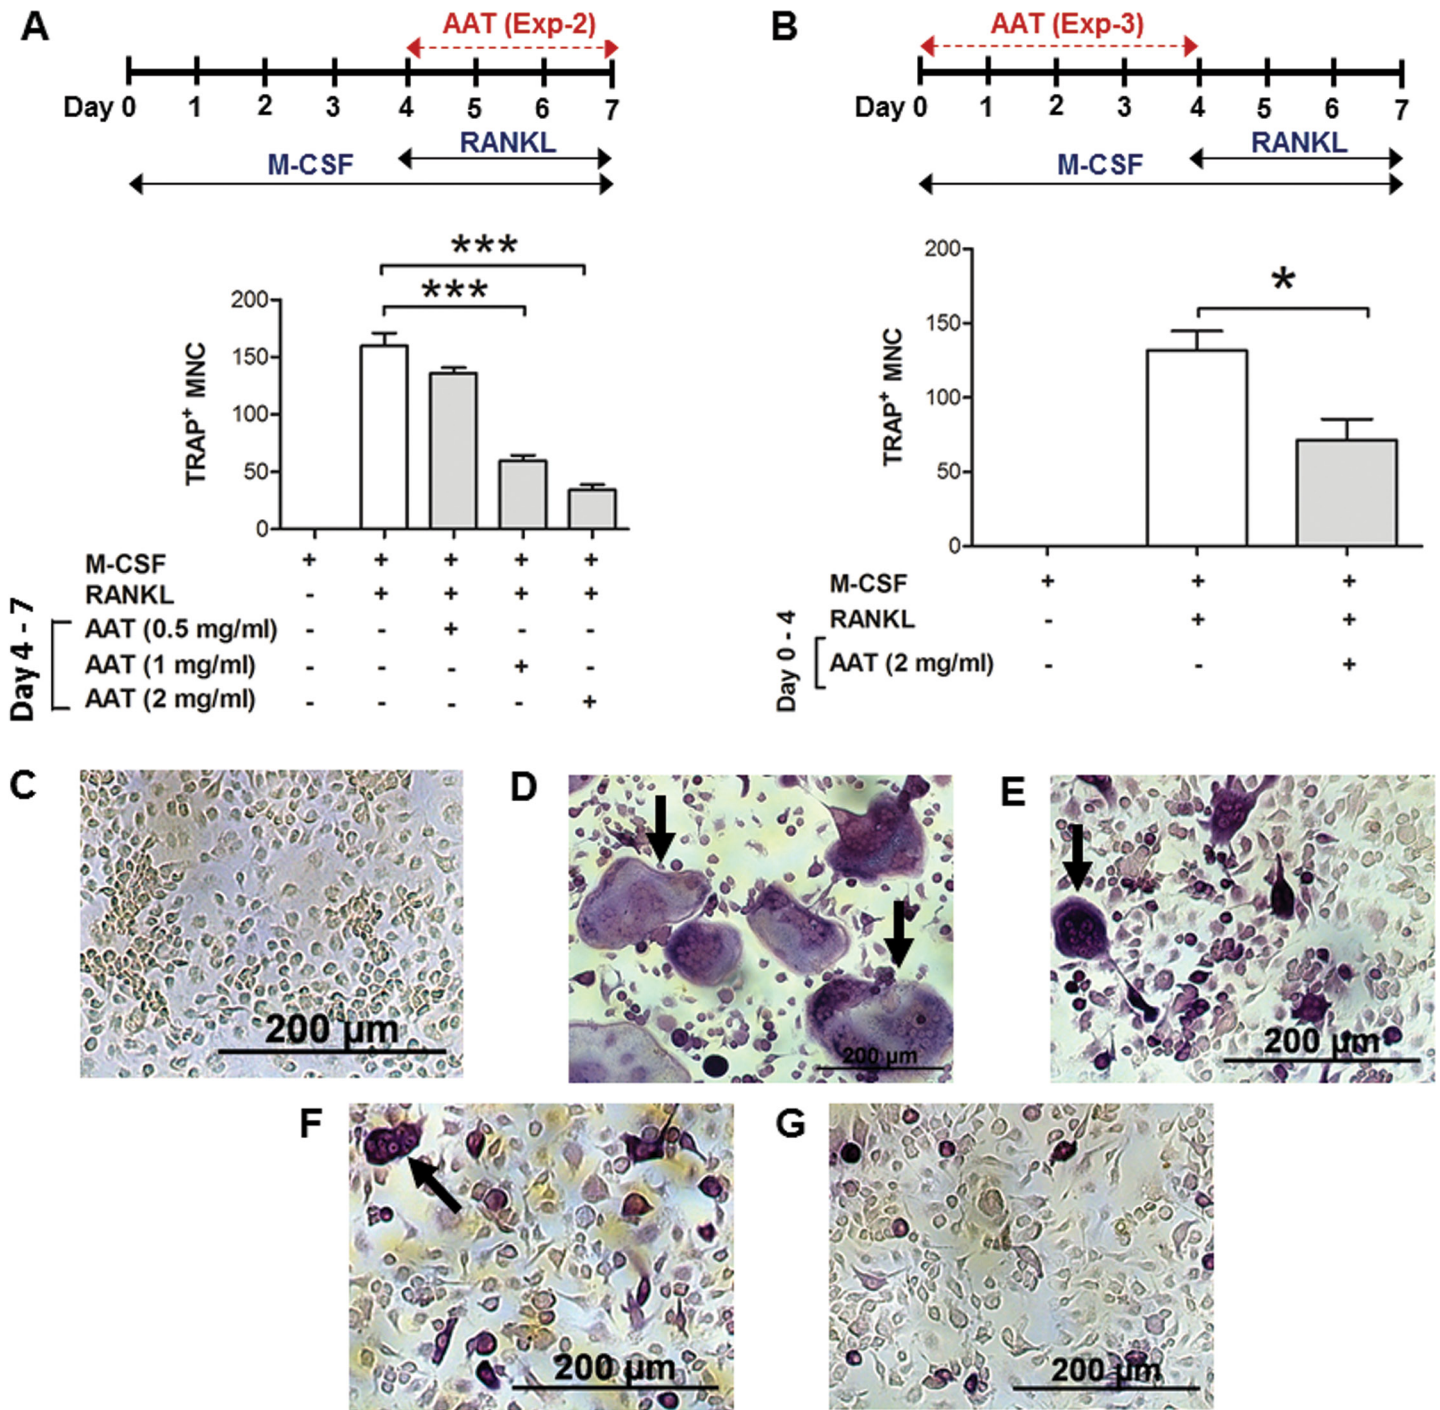 A
AAT (Exp-2)
Day 0 1 2 3 4 5 6 7
RANKL
M-CSF
***
***
200
150
100
50
0
TRAP+ MNC
M-CSF + + + + +
RANKL - + + + +
Day 4 - 7
AAT (0.5 mg/ml) - - + - -
AAT (1 mg/ml) - - - + -
AAT (2 mg/ml) - - - - +
B
AAT (Exp-3)
Day 0 1 2 3 4 5 6 7
RANKL
M-CSF
*
200
150
100
50
0
TRAP+ MNC
M-CSF + + +
RANKL - + +
Day 0 - 4
AAT (2 mg/ml) - - +
C
200 µm
D
200 µm
E
200 µm
F
200 µm
G
200 µm